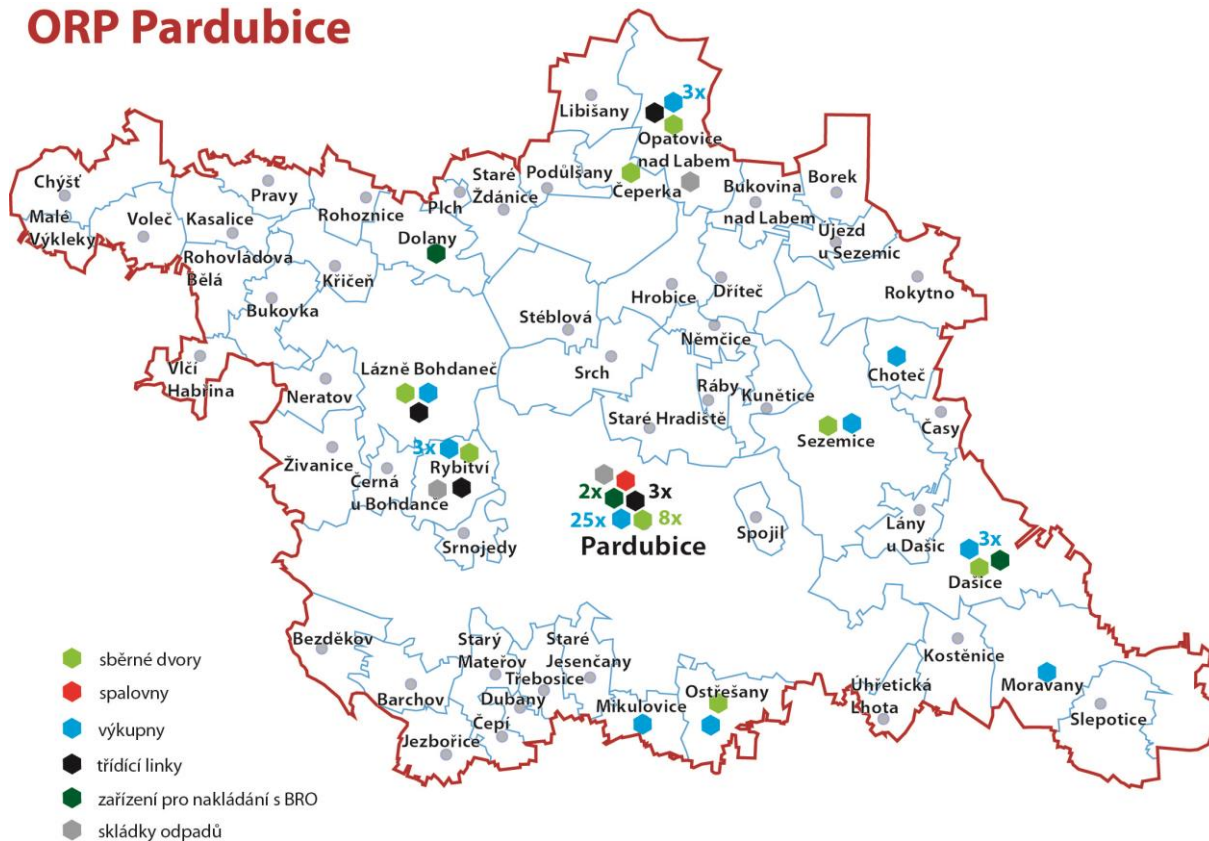 ORP Pardubice
3x
Libišany
Opatovice
nad Labem
Chýšť
Malé
Výkleky
Voleč
Pravy
Kasalice
Rohovládova
Bělá
Rohoznice
Plch
Staré
Ždánice
Podůlšany
Čeperka
Bukovina
nad Labem
Borek
Újezd
u Sezemic
Dolany
Křičeň
Bukovka
Rokytno
Hrobice
Dříteč
Stéblová
Němčice
Vlčí
Habřina
Neratov
Lázně Bohdaneč
Srch
Ráby
Kunětice
Choteč
Staré Hradiště
Sezemice
Časy
Živanice
Černá
u Bohdanče
3x
Rybitví
2x
3x
25x
8x
Pardubice
Spojil
Lány
u Dašic
3x
Dašice
Srnojedy
Bezděkov
Barchov
Starý
Mateřov
Staré
Jesenčany
Třebosice
Dubany
Čepí
Jezbořice
Mikulovice
Ostřešany
Úhřetická
Lhota
Kostěnice
Moravany
Slepotice
sběrné dvory
spalovny
výkupny
třídící linky
zařízení pro nakládání s BRO
skládky odpadů